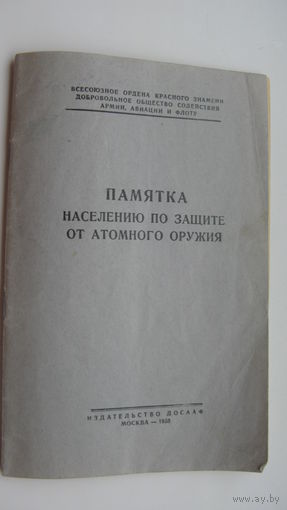 ВСЕСОЮЗНОЕ ОРДЕНА КРАСНОГО ЗНАМЕНИ
ДОБРОВОЛЬНОЕ ОБЩЕСТВО СОДЕЙСТВИЯ
АРМИИ, АВИАЦИИ И ФЛОТУ
ПАМЯТКА
НАСЕЛЕНИЮ ПО ЗАЩИТЕ
ОТ АТОМНОГО ОРУЖИЯ
ИЗДАТЕЛЬСТВО ДОСААФ
МОСКВА — 1958
ay.by